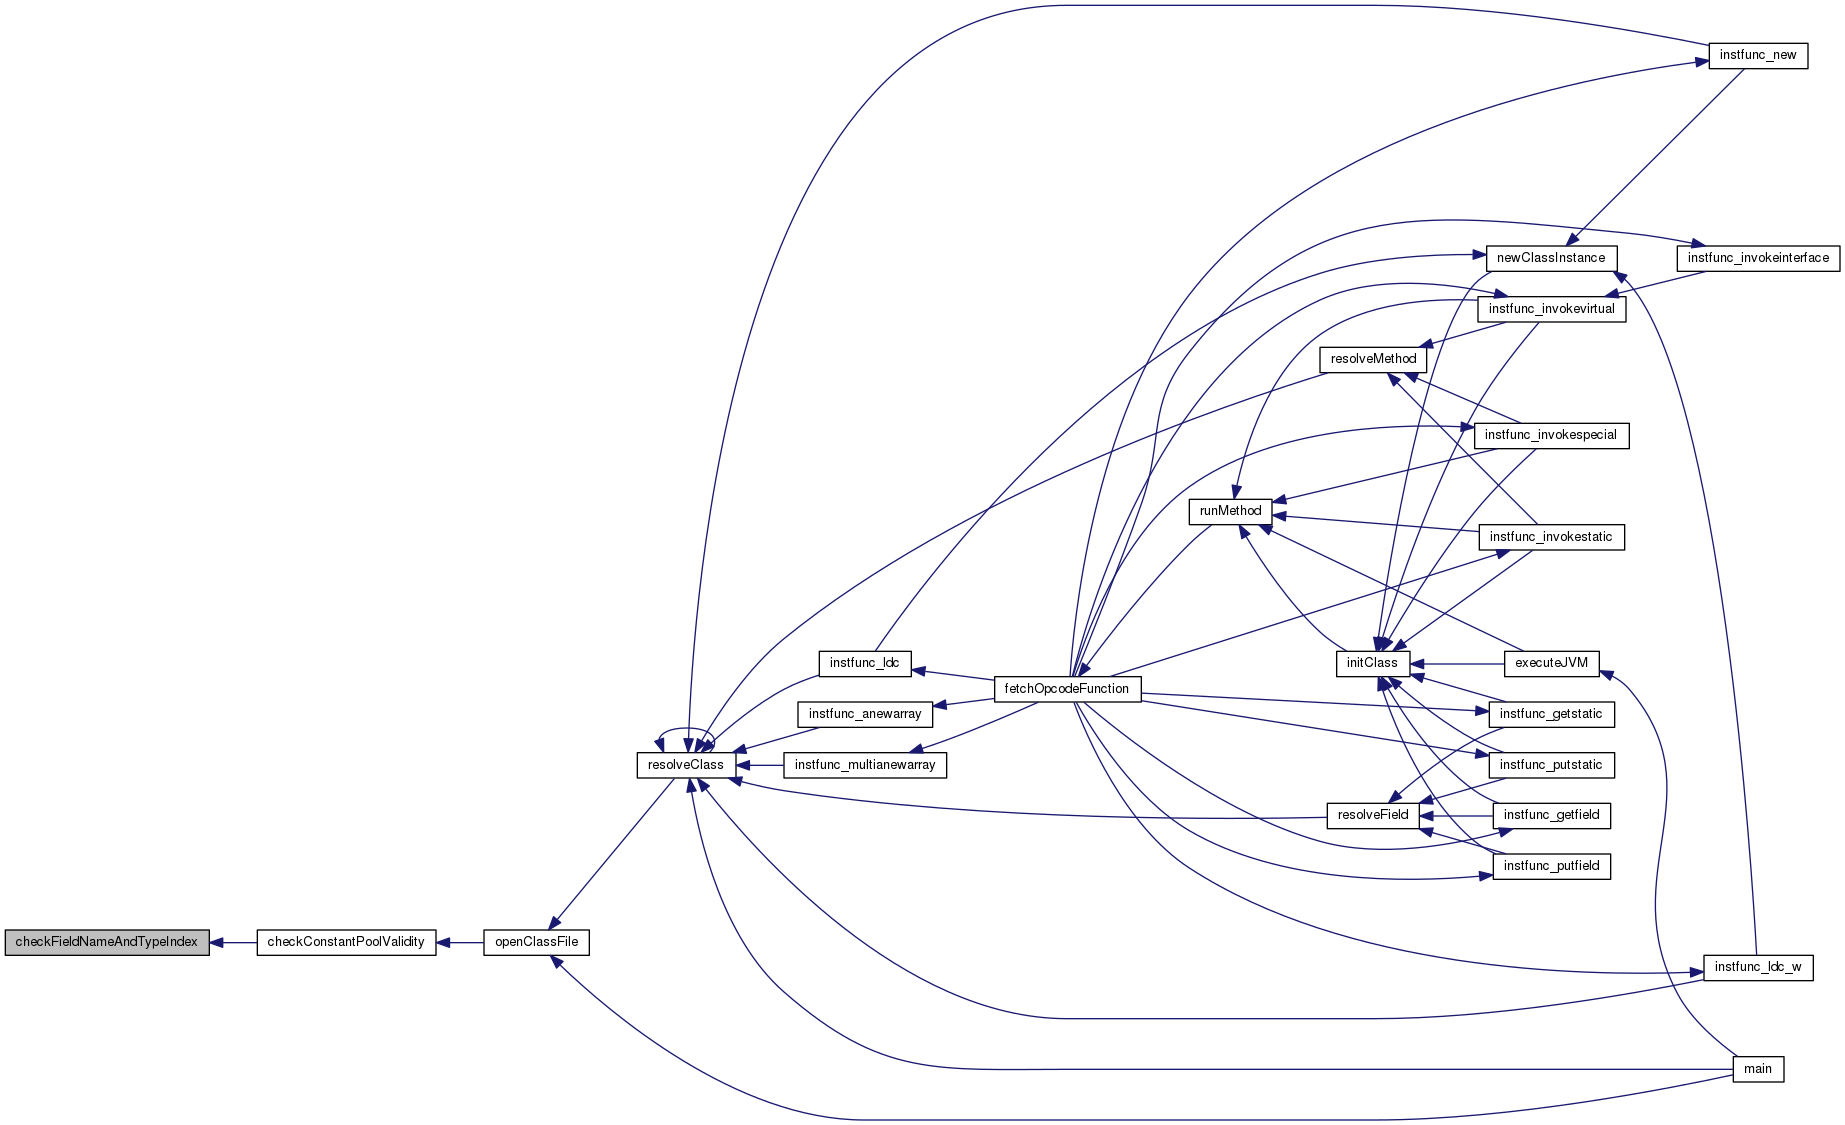 instfunc_new
newClassInstance
instfunc_invokeinterface
instfunc_invokevirtual
resolveMethod
instfunc_invokespecial
runMethod
instfunc_invokestatic
instfunc_ldc
initClass
executeJVM
fetchOpcodeFunction
instfunc_anewarray
instfunc_getstatic
resolveClass
instfunc_multianewarray
instfunc_putstatic
resolveField
instfunc_getfield
instfunc_putfield
checkFieldNameAndTypeIndex
checkConstantPoolValidity
openClassFile
instfunc_ldc_w
main